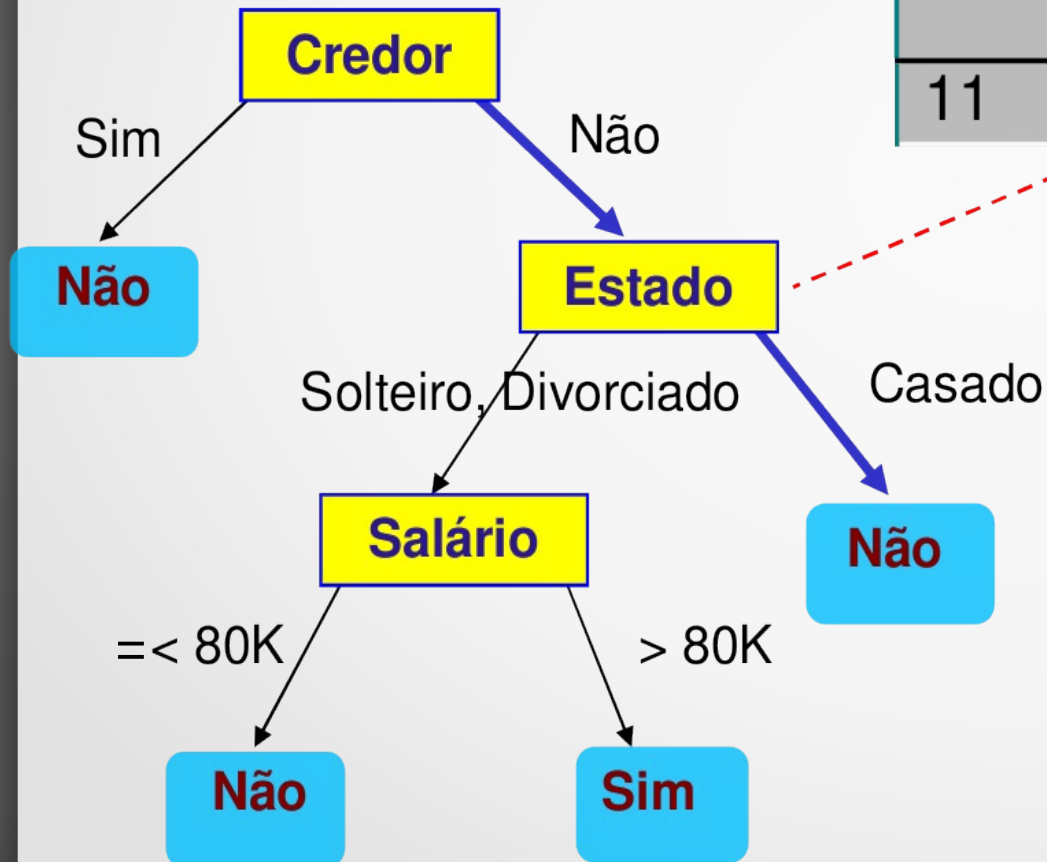 Credor
11
Sim
Não
Não
Estado
Solteiro, Divorciado
Casado
Salário
Não
=< 80K
> 80K
Não
Sim